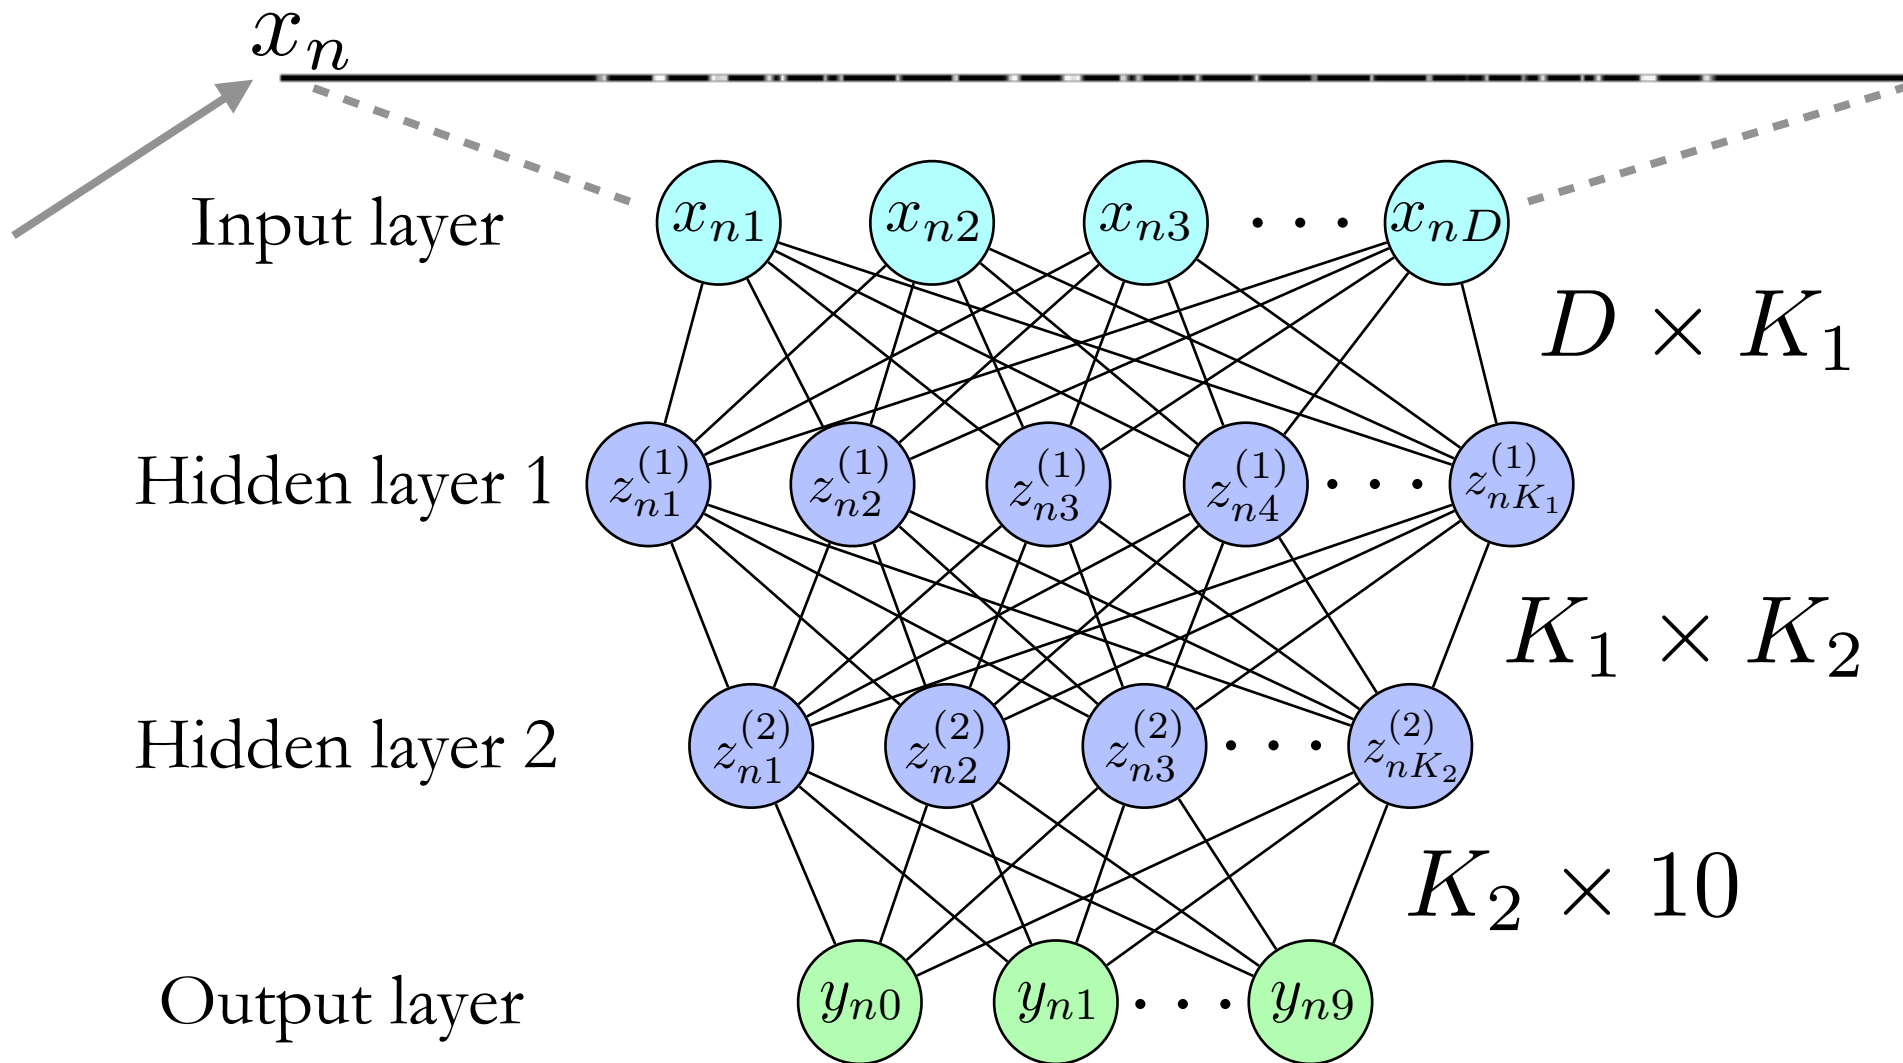 x_n
Input layer x_{n1} x_{n2} x_{n3} · · · x_{nD}
D × K_1
Hidden layer 1 z_{n1}^{(1)} z_{n2}^{(1)} z_{n3}^{(1)} z_{n4}^{(1)} · · · z_{nK_1}^{(1)}
K_1 × K_2
Hidden layer 2 z_{n1}^{(2)} z_{n2}^{(2)} z_{n3}^{(2)} · · · z_{nK_2}^{(2)}
K_2 × 10
Output layer y_{n0} y_{n1} · · · y_{n9}